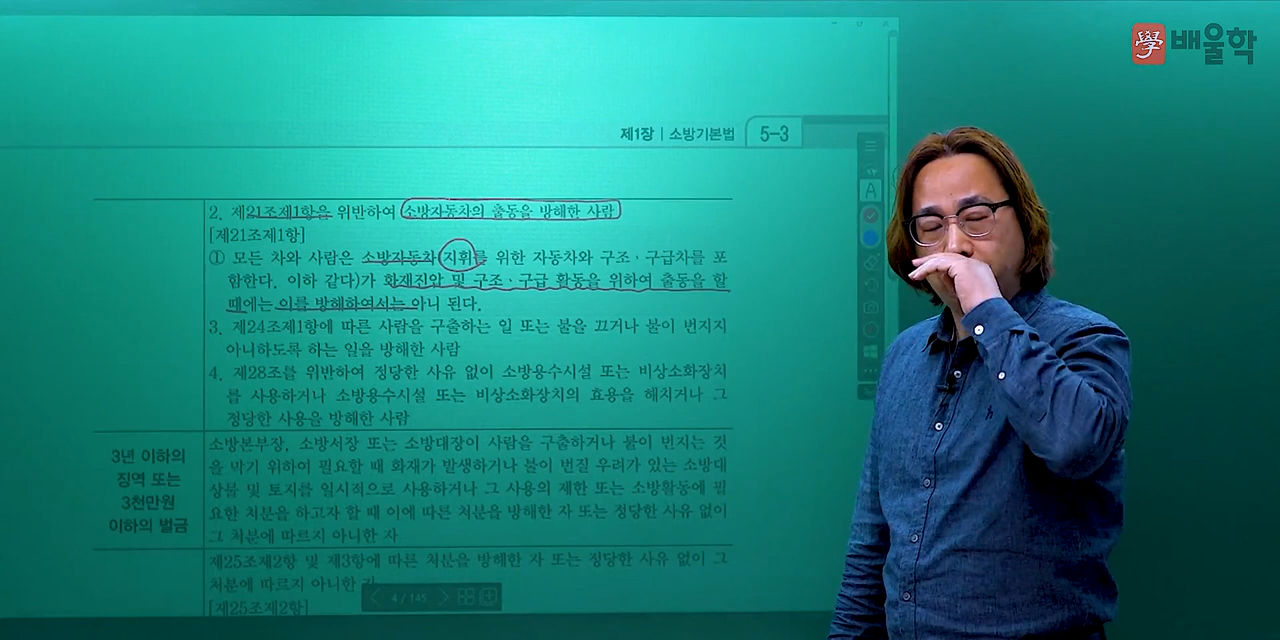 學 배울학
제1장 | 소방기본법 5-3
2. 제21조제1항을 위반하여 소방자동차의 출동을 방해한 사람
[제21조제1항]
① 모든 차와 사람은 소방자동차(지휘를 위한 자동차와 구조·구급차를 포
함한다. 이하 같다)가 화재진압 및 구조·구급 활동을 위하여 출동을 할
때에는 이를 방해하여서는 아니 된다.
3. 제24조제1항에 따른 사람을 구출하는 일 또는 불을 끄거나 불이 번지지
아니하도록 하는 일을 방해한 사람
4. 제28조를 위반하여 정당한 사유 없이 소방용수시설 또는 비상소화장치
를 사용하거나 소방용수시설 또는 비상소화장치의 효용을 해치거나 그
정당한 사용을 방해한 사람
3년 이하의
징역 또는
3천만원
이하의 벌금
소방본부장, 소방서장 또는 소방대장이 사람을 구출하거나 불이 번지는 것
을 막기 위하여 필요할 때 화재가 발생하거나 불이 번질 우려가 있는 소방대
상물 및 토지를 일시적으로 사용하거나 그 사용의 제한 또는 소방활동에 필
요한 처분을 하고자 할 때 이에 따른 처분을 방해한 자 또는 정당한 사유 없이
그 처분에 따르지 아니한 자
제25조제2항 및 제3항에 따른 처분을 방해한 자 또는 정당한 사유 없이 그
처분에 따르지 아니한 자
[제25조제2항]
4 / 145
A